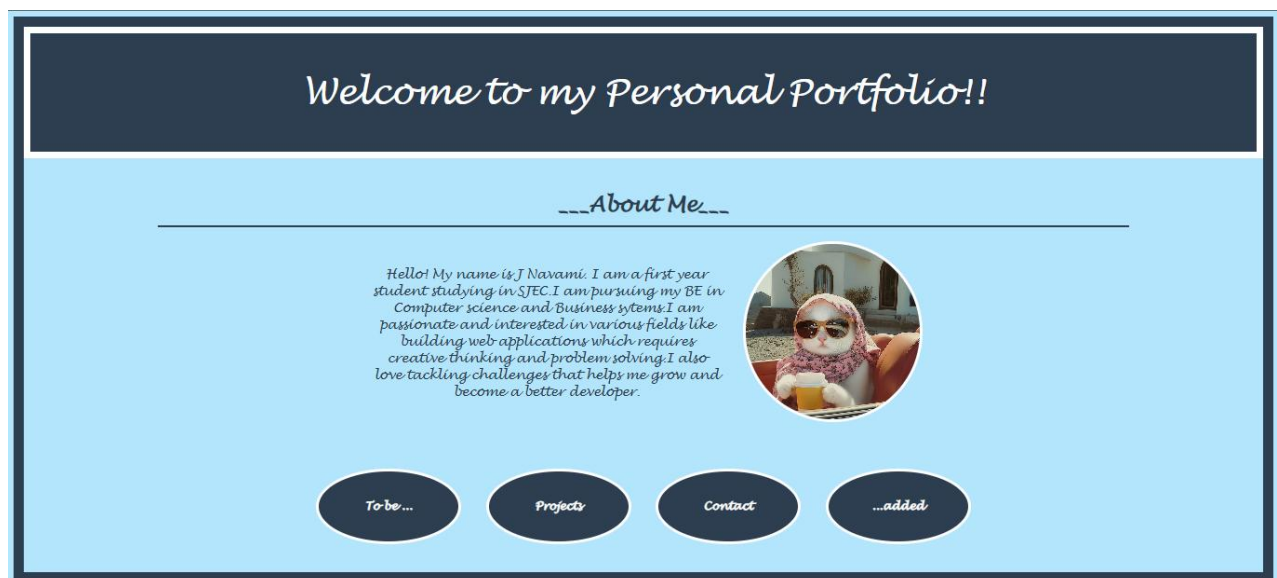 Welcome to my Personal Portfolio!!
___About Me___
Hello! My name is J Navami. I am a first year
student studying in SJEC.I am pursuing my BE in
Computer science and Business sytems.I am
passionate and interested in various fields like
building web applications which requires
creative thinking and problem solving.I also
love tackling challenges that helps me grow and
become a better developer.
To be ...
Projects
Contact
...added